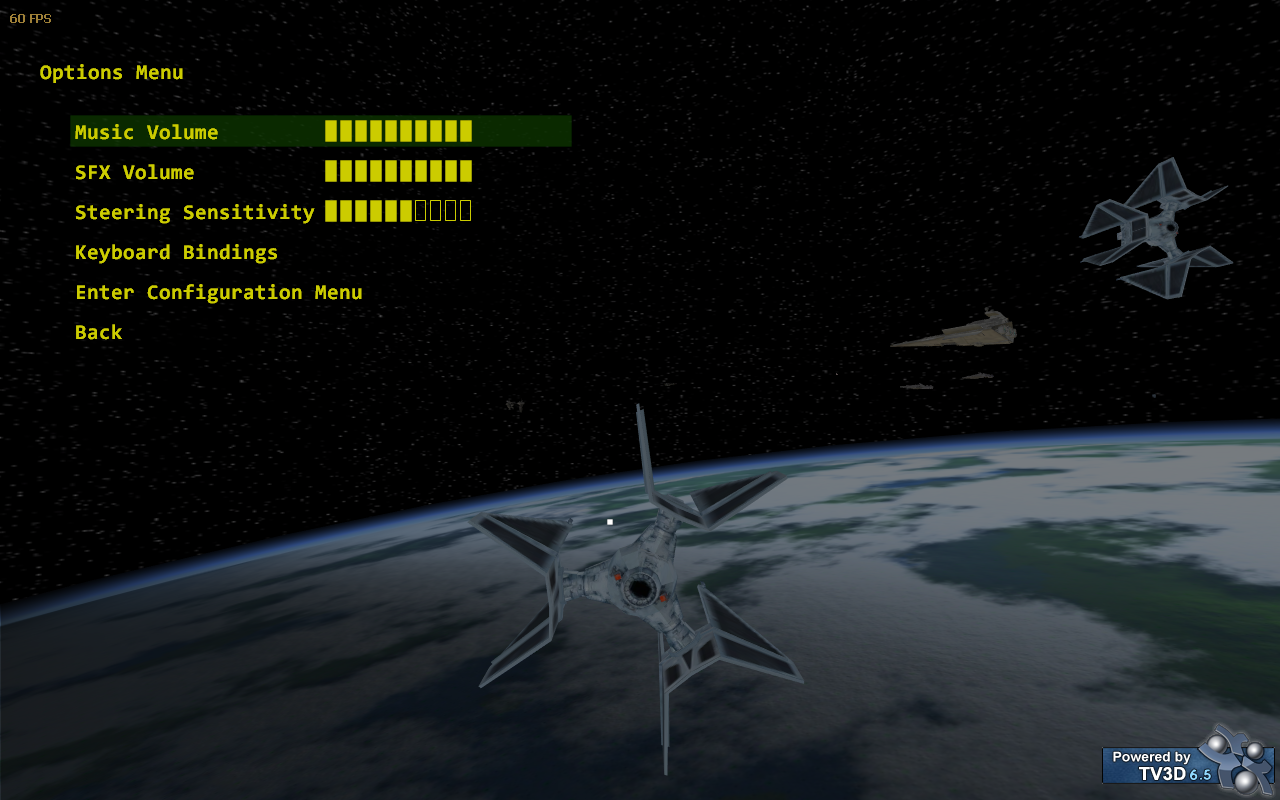 60 FPS
Options Menu
Music Volume
SFX Volume
Steering Sensitivity
Keyboard Bindings
Enter Configuration Menu
Back
Powered by
TV3D 6.5